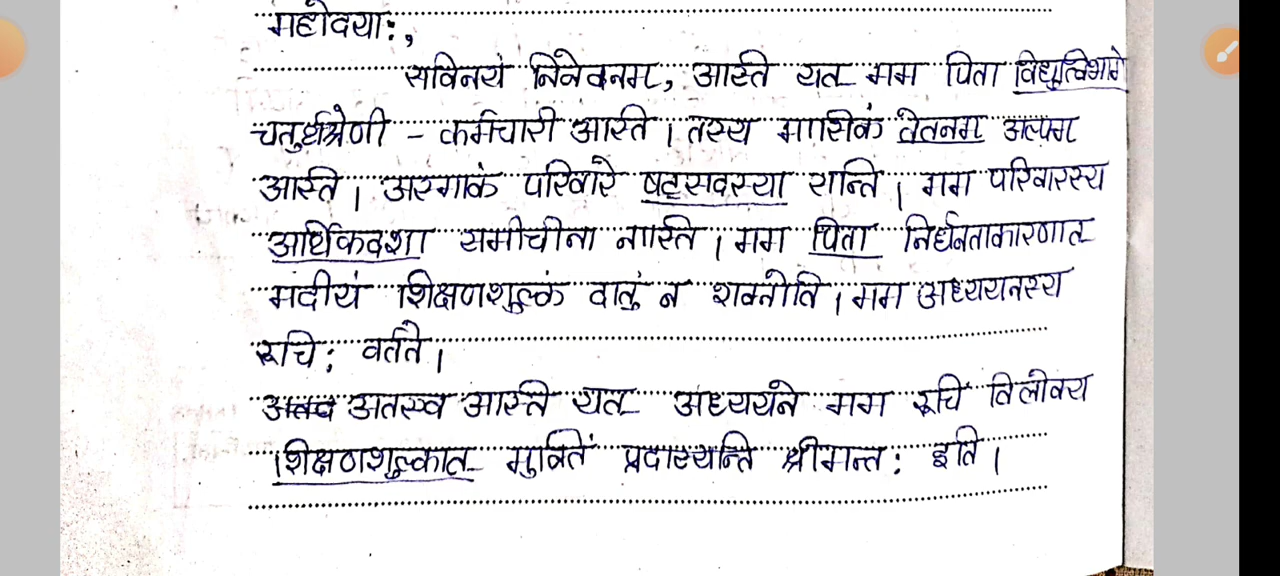 महोदयाः,
सविनयं निवेदनम, अस्ति यत् मम पिता विद्युत्विभागे
चतुर्थश्रेणी - कर्मचारी अस्ति । तस्य मासिकं वेतनम अल्पम
अस्ति । अस्माकं परिवारे षट्सदस्या सन्ति । मम परिवारस्य
आर्थिकदशा समीचीना नास्ति । मम पिता निर्धनताकारणात्
मदीयं शिक्षणशुल्कं दातुं न शक्नोति । मम अध्ययनस्य
रूचिः वर्तते ।
अतस्व अस्ति यत् अध्ययने मम रूचिं विलोक्य
शिक्षणशुल्कात् मुक्तिं प्रदास्यन्ति श्रीमन्तः इति ।